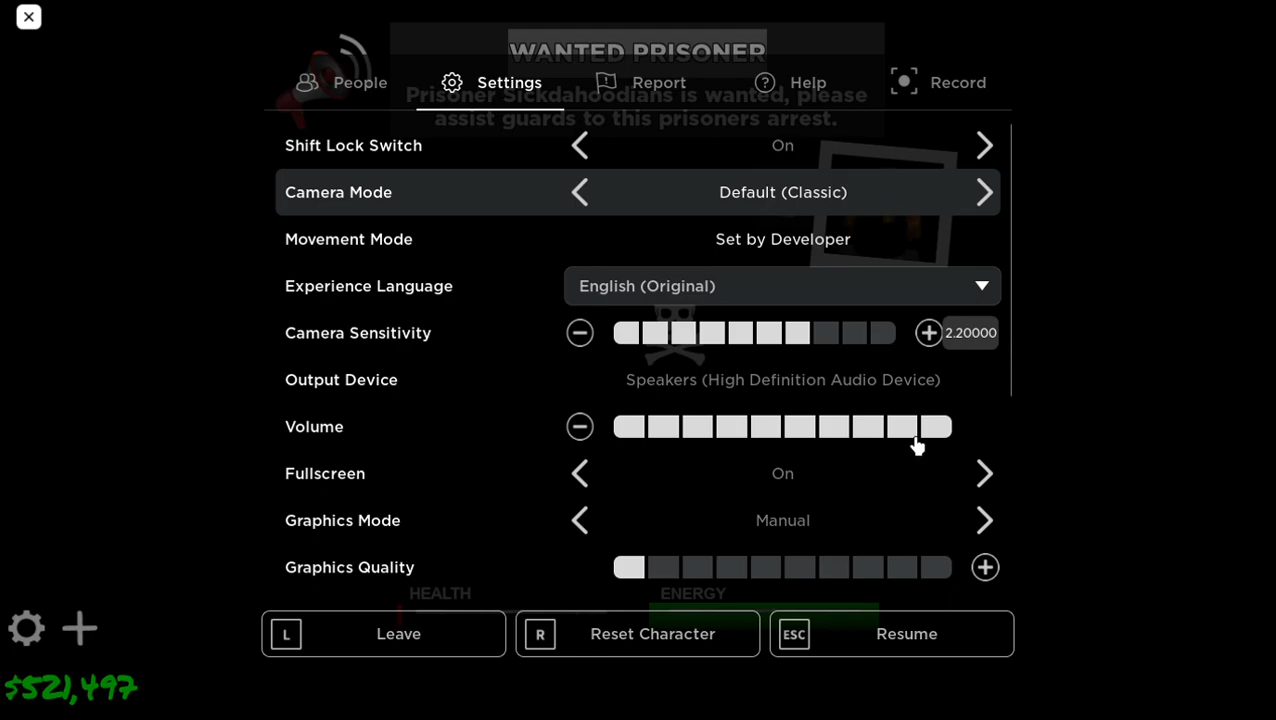 WANTED PRISONER
People
Settings
Report
Help
Record
Prisoner Sickdahoodians is wanted, please
assist guards to this prisoners arrest.
Shift Lock Switch
On
Camera Mode
Default (Classic)
Movement Mode
Set by Developer
Experience Language
English (Original)
Camera Sensitivity
2.20000
Output Device
Speakers (High Definition Audio Device)
Volume
Fullscreen
On
Graphics Mode
Manual
Graphics Quality
HEALTH
ENERGY
L
Leave
R
Reset Character
ESC
Resume
$521,497